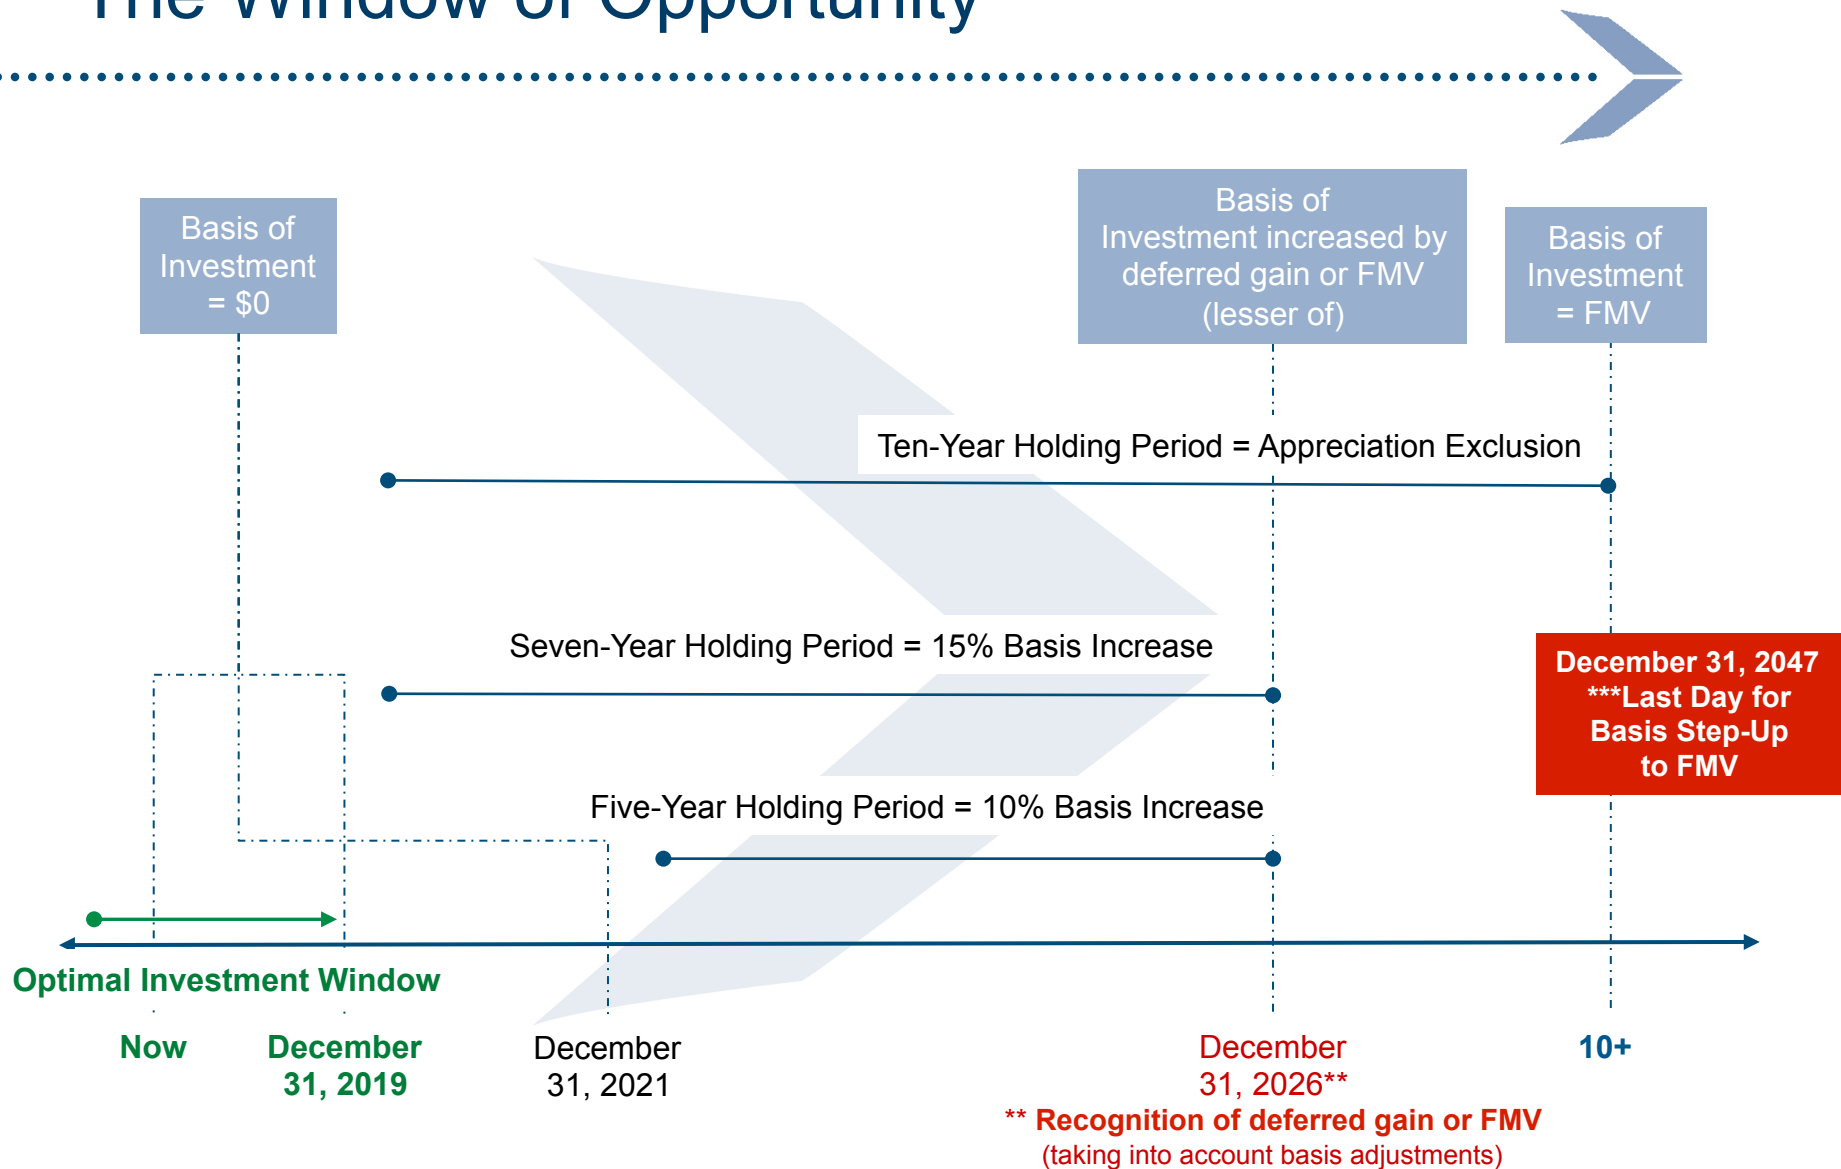 The Window of Opportunity
Basis of
Investment
= $0
Basis of
Investment increased by
deferred gain or FMV
(lesser of)
Basis of
Investment
= FMV
Ten-Year Holding Period = Appreciation Exclusion
Seven-Year Holding Period = 15% Basis Increase
December 31, 2047
***Last Day for
Basis Step-Up
to FMV
Five-Year Holding Period = 10% Basis Increase
Optimal Investment Window
Now
December
31, 2019
December
31, 2021
December
31, 2026**
10+
** Recognition of deferred gain or FMV
(taking into account basis adjustments)